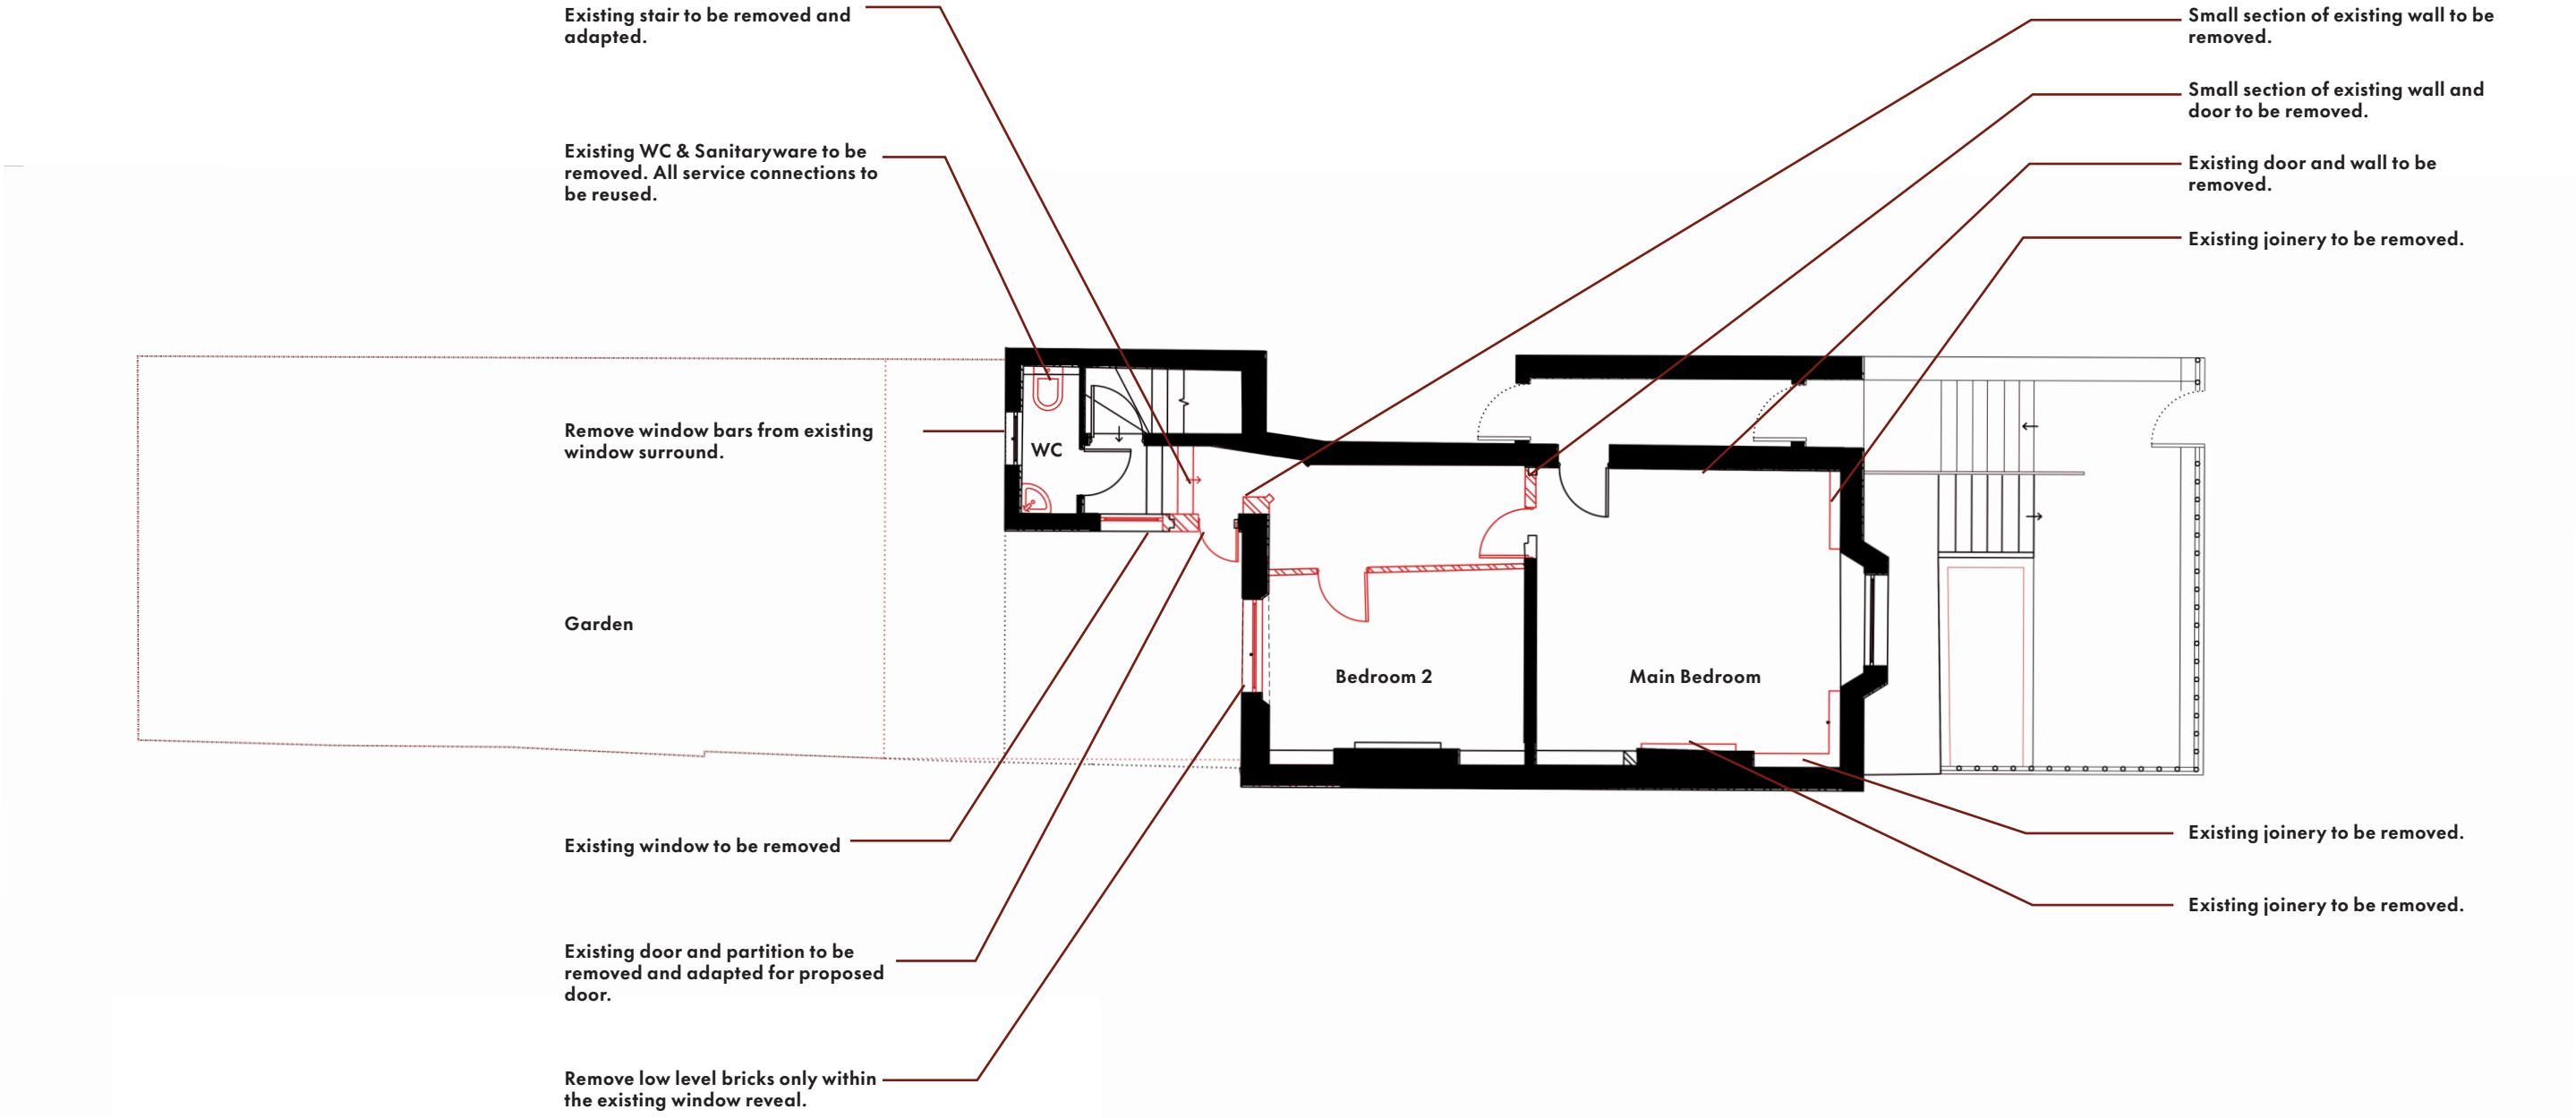 Existing stair to be removed and
adapted.
Existing WC & Sanitaryware to be
removed. All service connections to
be reused.
Remove window bars from existing
window surround.
Garden
Existing window to be removed
Existing door and partition to be
removed and adapted for proposed
door.
Remove low level bricks only within
the existing window reveal.
WC
Bedroom 2
Main Bedroom
Small section of existing wall to be
removed.
Small section of existing wall and
door to be removed.
Existing door and wall to be
removed.
Existing joinery to be removed.
Existing joinery to be removed.
Existing joinery to be removed.